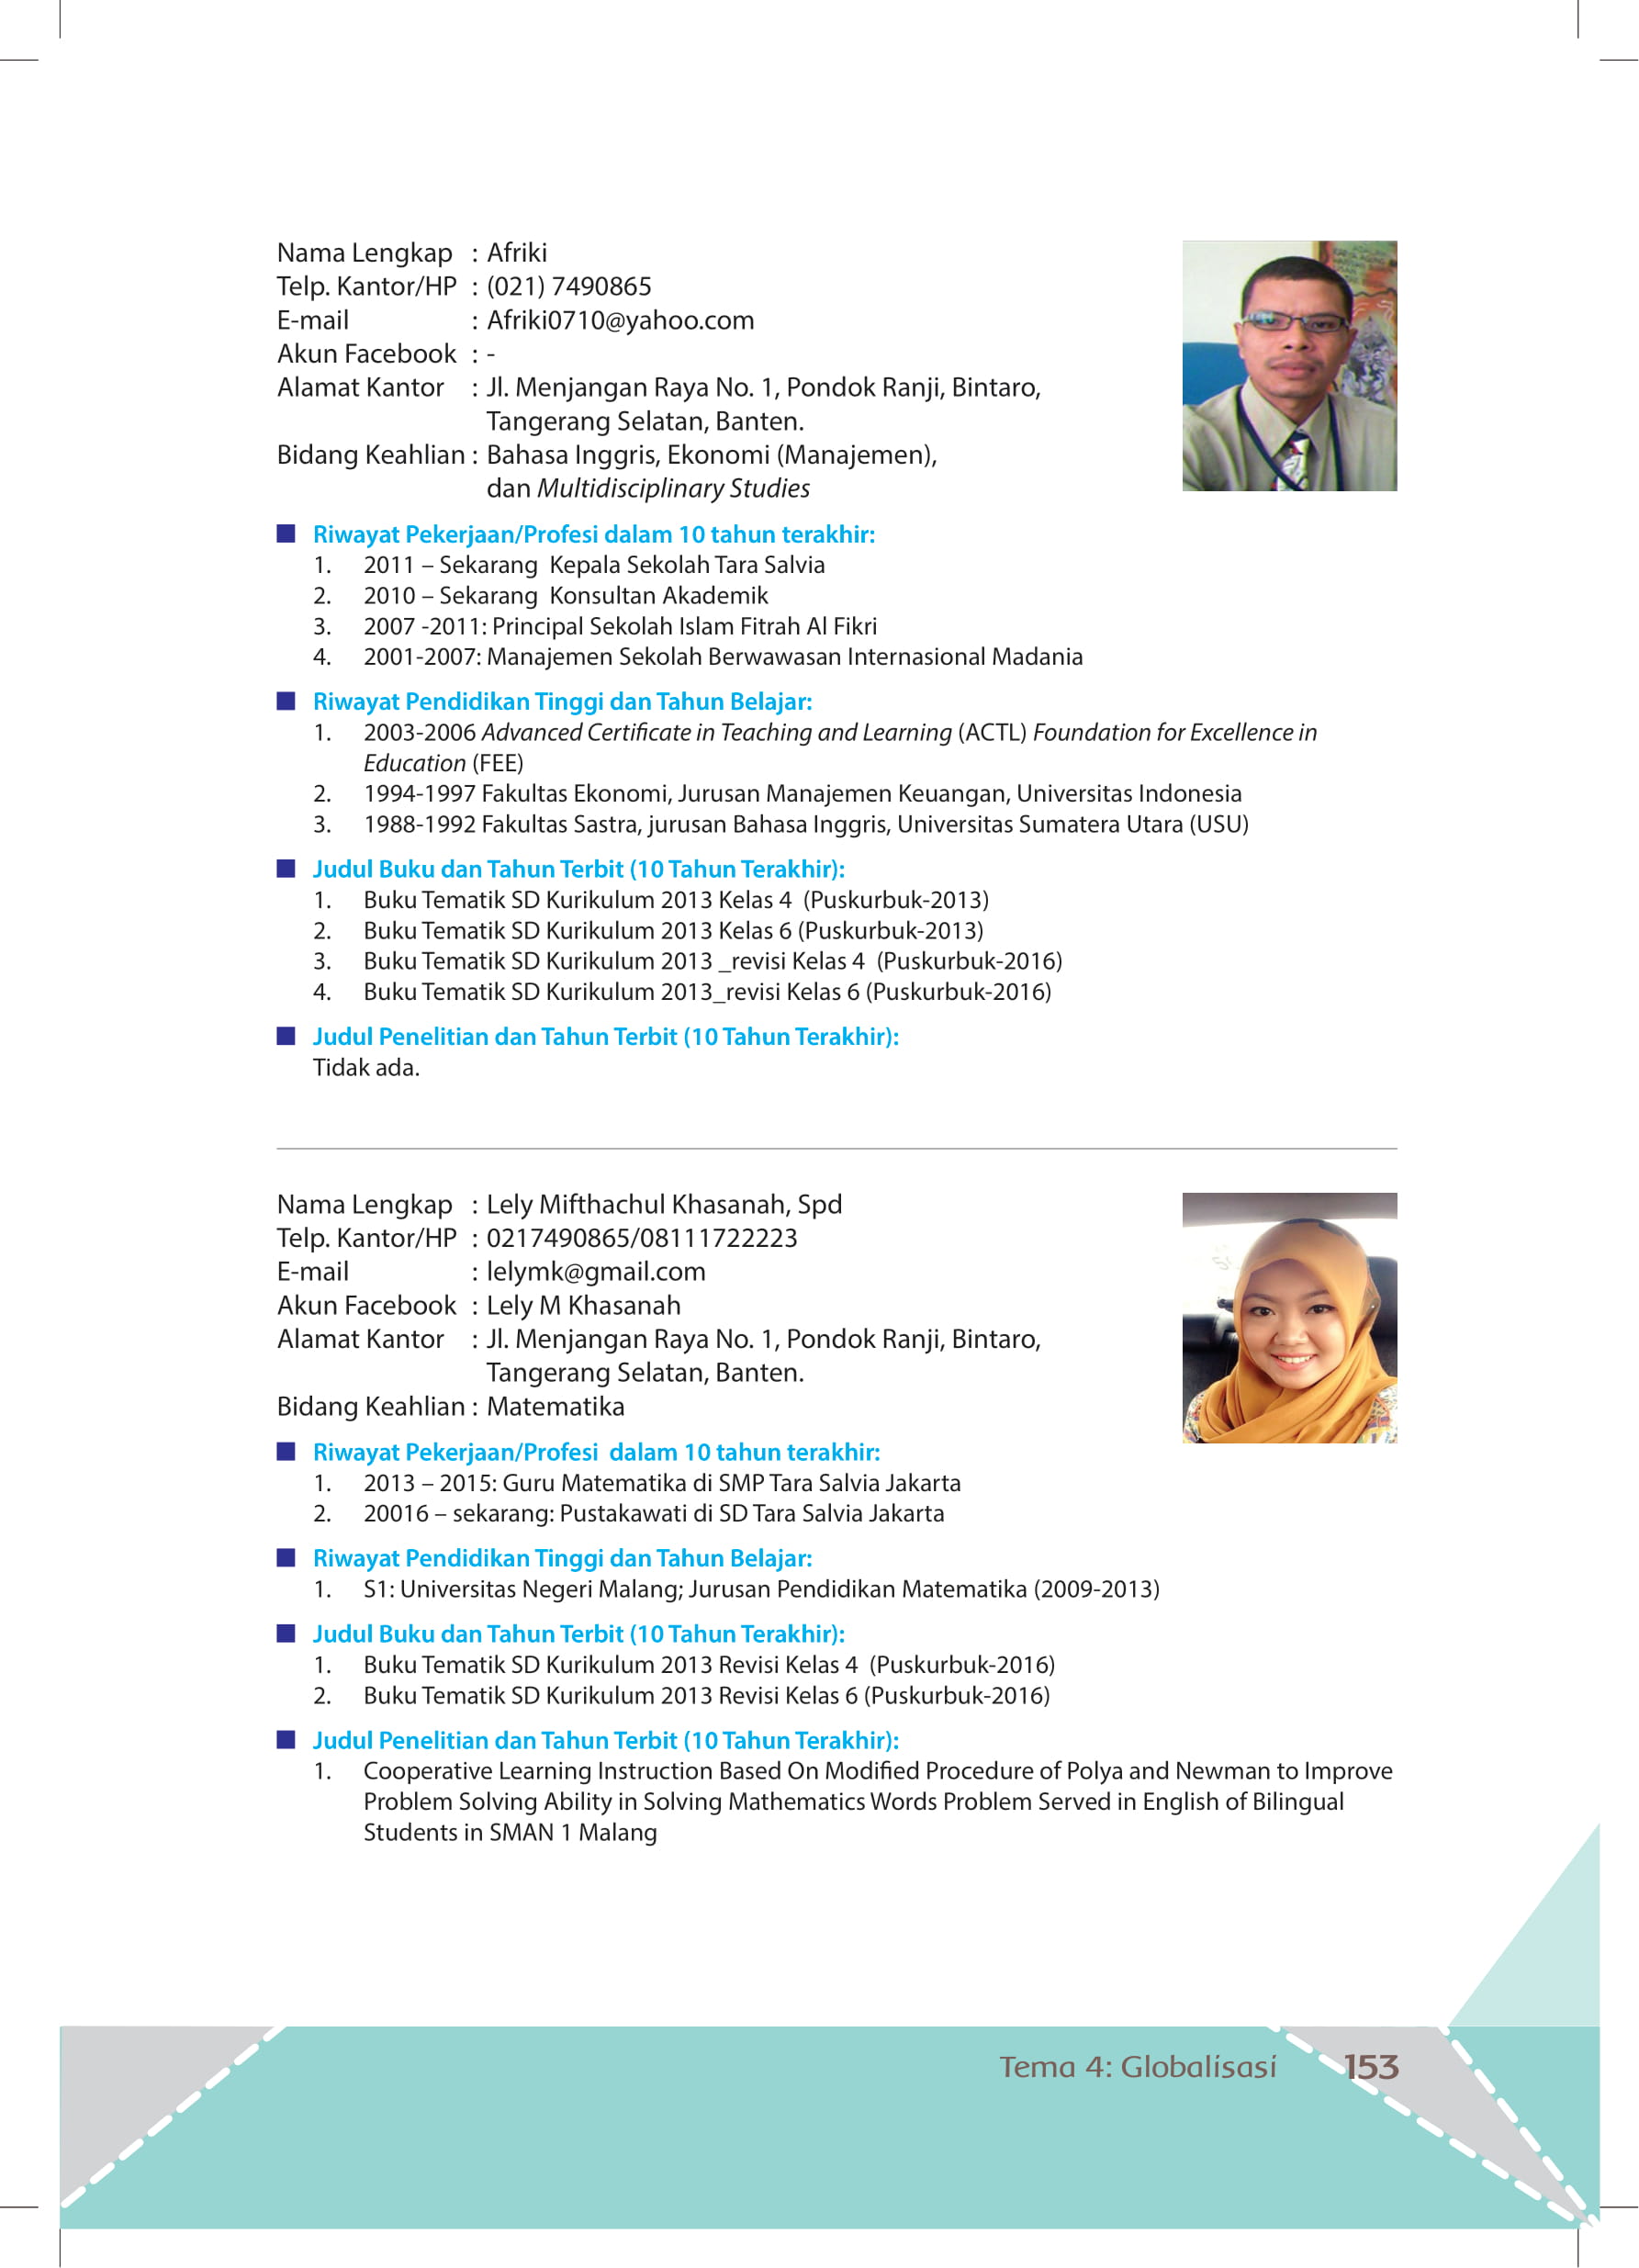 Nama Lengkap : Afriki
Telp. Kantor/HP : (021) 7490865
E-mail : Afriki0710@yahoo.com
Akun Facebook : -
Alamat Kantor : Jl. Menjangan Raya No. 1, Pondok Ranji, Bintaro,
Tangerang Selatan, Banten.
Bidang Keahlian : Bahasa Inggris, Ekonomi (Manajemen),
dan Multidisciplinary Studies
Riwayat Pekerjaan/Profesi dalam 10 tahun terakhir:
1. 2011 – Sekarang Kepala Sekolah Tara Salvia
2. 2010 – Sekarang Konsultan Akademik
3. 2007 -2011: Principal Sekolah Islam Fitrah Al Fikri
4. 2001-2007: Manajemen Sekolah Berwawasan Internasional Madania
Riwayat Pendidikan Tinggi dan Tahun Belajar:
1. 2003-2006 Advanced Certificate in Teaching and Learning (ACTL) Foundation for Excellence in
Education (FEE)
2. 1994-1997 Fakultas Ekonomi, Jurusan Manajemen Keuangan, Universitas Indonesia
3. 1988-1992 Fakultas Sastra, jurusan Bahasa Inggris, Universitas Sumatera Utara (USU)
Judul Buku dan Tahun Terbit (10 Tahun Terakhir):
1. Buku Tematik SD Kurikulum 2013 Kelas 4 (Puskurbuk-2013)
2. Buku Tematik SD Kurikulum 2013 Kelas 6 (Puskurbuk-2013)
3. Buku Tematik SD Kurikulum 2013 _revisi Kelas 4 (Puskurbuk-2016)
4. Buku Tematik SD Kurikulum 2013_revisi Kelas 6 (Puskurbuk-2016)
Judul Penelitian dan Tahun Terbit (10 Tahun Terakhir):
Tidak ada.
Nama Lengkap : Lely Mifthachul Khasanah, Spd
Telp. Kantor/HP : 0217490865/08111722223
E-mail : lelymk@gmail.com
Akun Facebook : Lely M Khasanah
Alamat Kantor : Jl. Menjangan Raya No. 1, Pondok Ranji, Bintaro,
Tangerang Selatan, Banten.
Bidang Keahlian : Matematika
Riwayat Pekerjaan/Profesi dalam 10 tahun terakhir:
1. 2013 – 2015: Guru Matematika di SMP Tara Salvia Jakarta
2. 20016 – sekarang: Pustakawati di SD Tara Salvia Jakarta
Riwayat Pendidikan Tinggi dan Tahun Belajar:
1. S1: Universitas Negeri Malang; Jurusan Pendidikan Matematika (2009-2013)
Judul Buku dan Tahun Terbit (10 Tahun Terakhir):
1. Buku Tematik SD Kurikulum 2013 Revisi Kelas 4 (Puskurbuk-2016)
2. Buku Tematik SD Kurikulum 2013 Revisi Kelas 6 (Puskurbuk-2016)
Judul Penelitian dan Tahun Terbit (10 Tahun Terakhir):
1. Cooperative Learning Instruction Based On Modified Procedure of Polya and Newman to Improve
Problem Solving Ability in Solving Mathematics Words Problem Served in English of Bilingual
Students in SMAN 1 Malang
Tema 4: Globalisasi 153